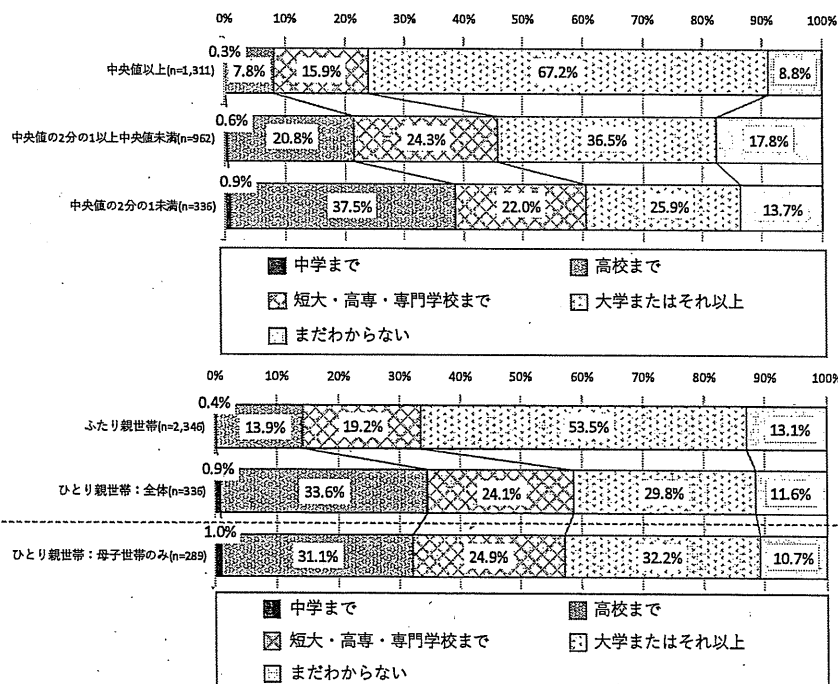 0% 10% 20% 30% 40% 50% 60% 70% 80% 90% 100%
中央値以上(n=1,311) 0.3% 7.8% 15.9% 67.2% 8.8%
中央値の2分の1以上中央値未満(n=962) 0.6% 20.8% 24.3% 36.5% 17.8%
中央値の2分の1未満(n=336) 0.9% 37.5% 22.0% 25.9% 13.7%
中学まで 高校まで
短大・高専・専門学校まで 大学またはそれ以上
まだわからない
0% 10% 20% 30% 40% 50% 60% 70% 80% 90% 100%
ふたり親世帯(n=2,346) 0.4% 13.9% 19.2% 53.5% 13.1%
ひとり親世帯：全体(n=336) 0.9% 33.6% 24.1% 29.8% 11.6%
ひとり親世帯：母子世帯のみ(n=289) 1.0% 31.1% 24.9% 32.2% 10.7%
中学まで 高校まで
短大・高専・専門学校まで 大学またはそれ以上
まだわからない